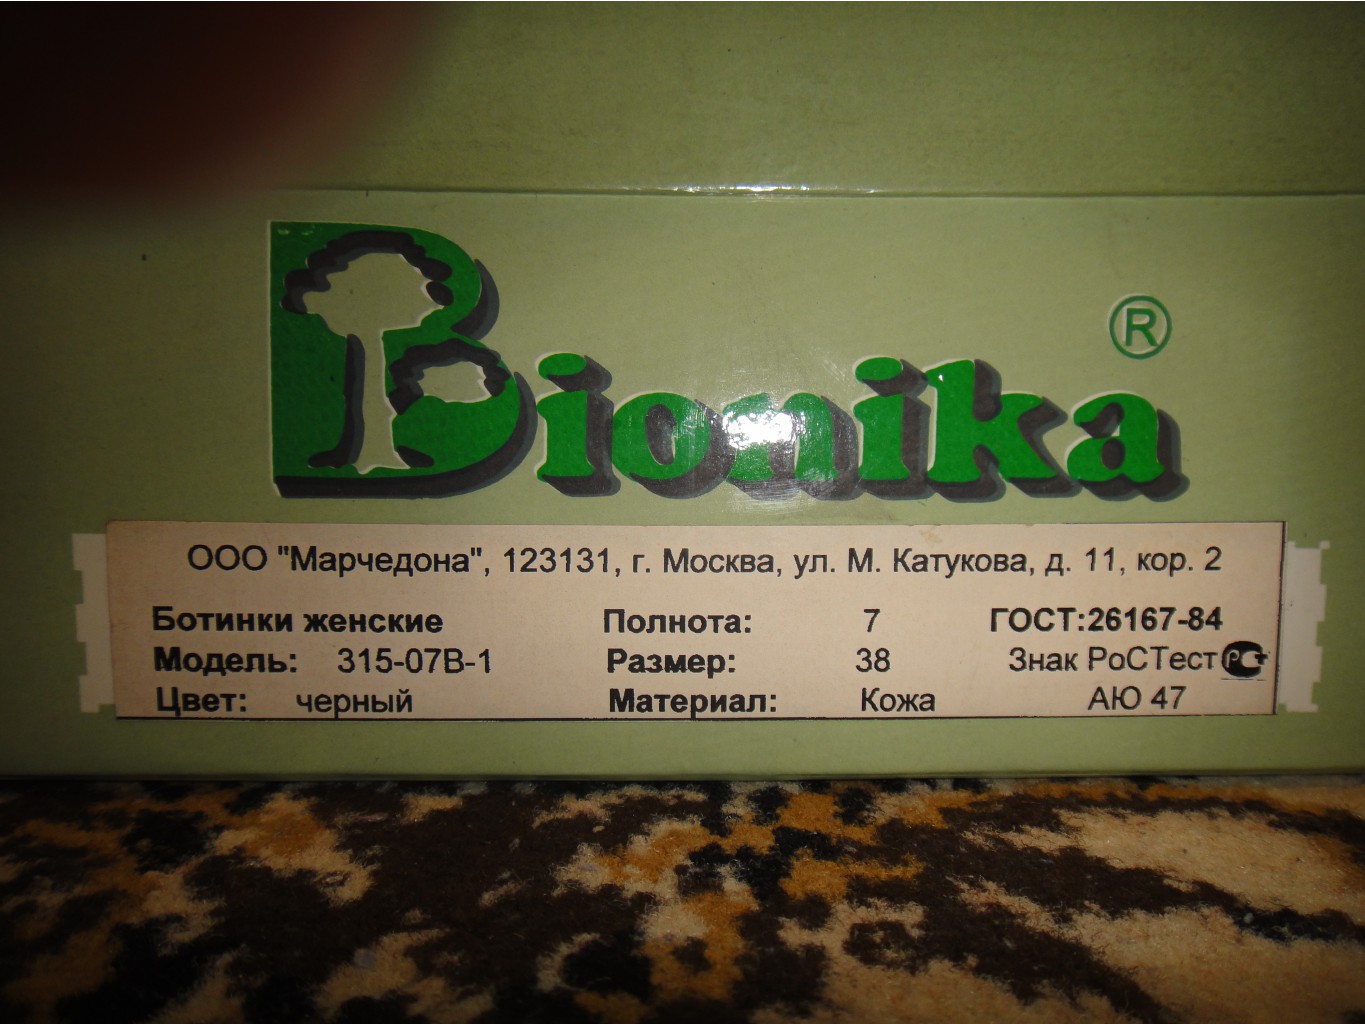 Bionika®
ООО "Марчедона", 123131, г. Москва, ул. М. Катукова, д. 11, кор. 2
Ботинки женские Полнота: 7 ГОСТ:26167-84
Модель: 315-07В-1 Размер: 38 Знак РоСТест РСТ
Цвет: черный Материал: Кожа АЮ 47